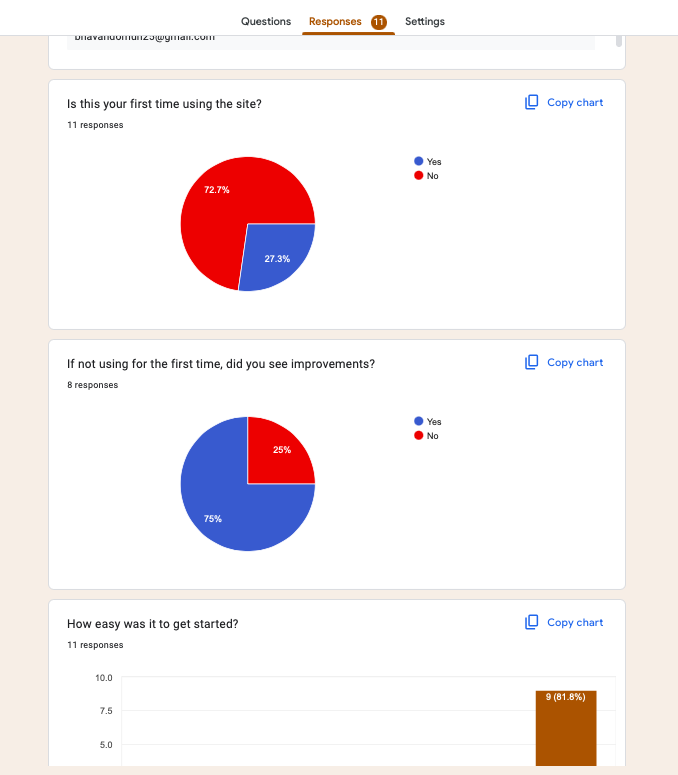 Questions
Responses 11
Settings
Is this your first time using the site?
Copy chart
11 responses
Yes
No
72.7%
27.3%
If not using for the first time, did you see improvements?
Copy chart
8 responses
Yes
No
25%
75%
How easy was it to get started?
Copy chart
11 responses
10.0
9 (81.8%)
7.5
5.0